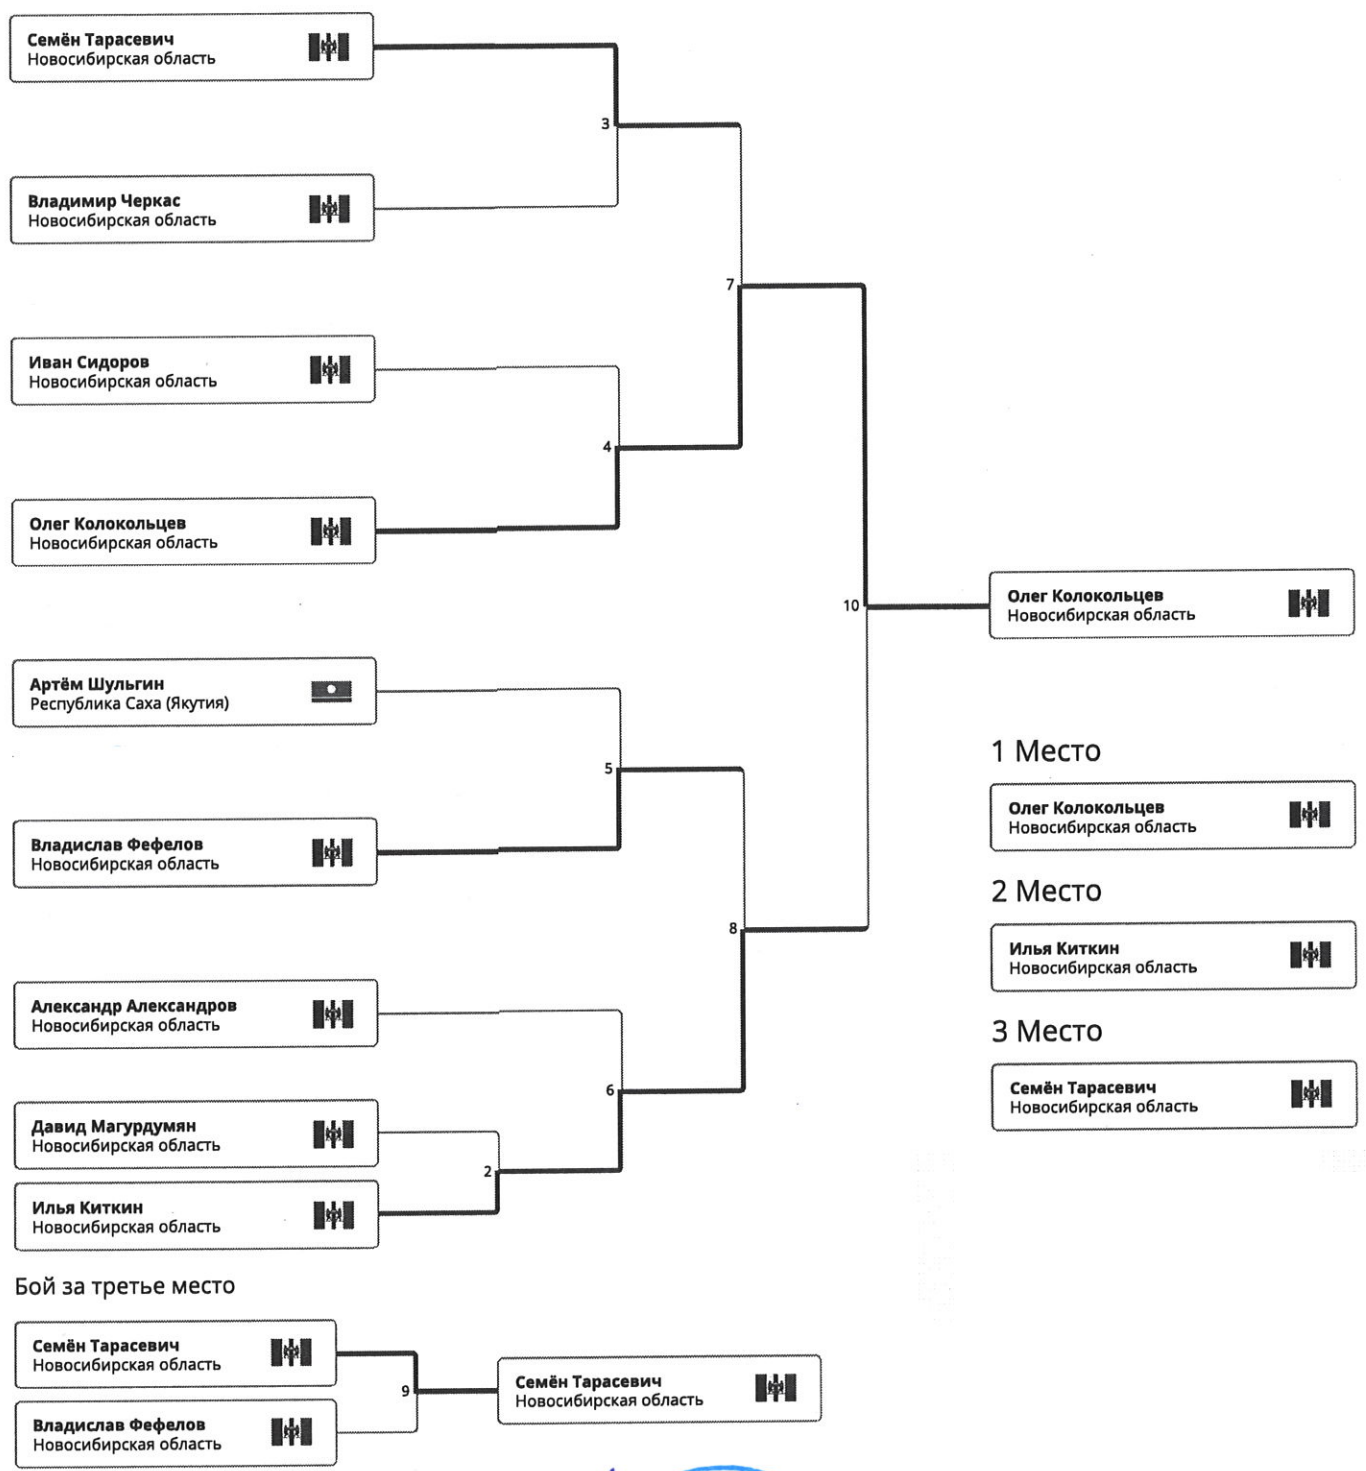 Семён Тарасевич
Новосибирская область
3
Владимир Черкас
Новосибирская область
7
Иван Сидоров
Новосибирская область
4
Олег Колокольцев
Новосибирская область
10
Олег Колокольцев
Новосибирская область
Артём Шульгин
Республика Саха (Якутия)
5
Владислав Фефелов
Новосибирская область
8
Александр Александров
Новосибирская область
6
Давид Магурдумян
Новосибирская область
2
Илья Киткин
Новосибирская область
1 Место
Олег Колокольцев
Новосибирская область
2 Место
Илья Киткин
Новосибирская область
3 Место
Семён Тарасевич
Новосибирская область
Бой за третье место
Семён Тарасевич
Новосибирская область
9
Семён Тарасевич
Новосибирская область
Владислав Фефелов
Новосибирская область